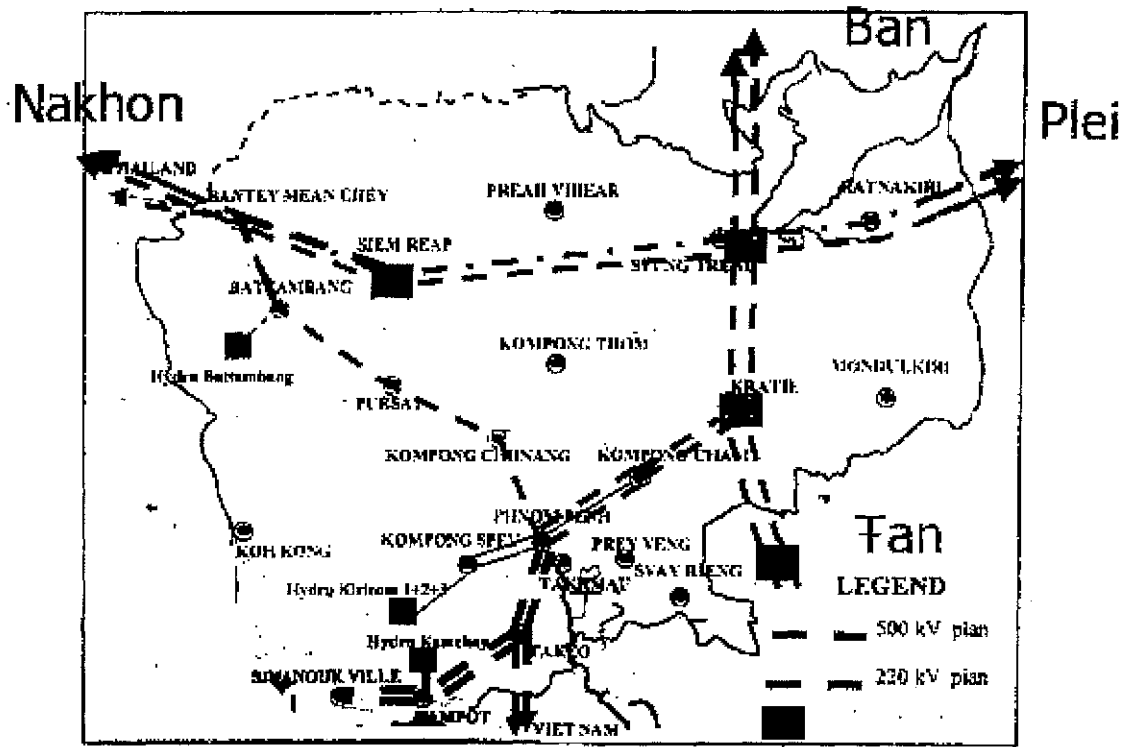 Ban
Nakhon
Plei
THAILAND
BANTEY MEAN CHEY
PREAH VIHEAR
RATNAKIRI
SIEM REAP
STUNG TRENG
BATTAMBANG
KOMPONG THOM
MONDULKIRI
Hydro Battambang
KRATIE
PURSAT
KOMPONG CHHNANG
KOMPONG CHAM
PHNOM PENH
KOH KONG
KOMPONG SPEU
PREY VENG
Tan
TAKHMAU
SVAY RIENG
LEGEND
Hydro Kirirom 1+2+3
500 kV plan
Hydro Kamchay
TAKEO
220 kV plan
SIHANOUK VILLE
KAMPOT
VIET NAM